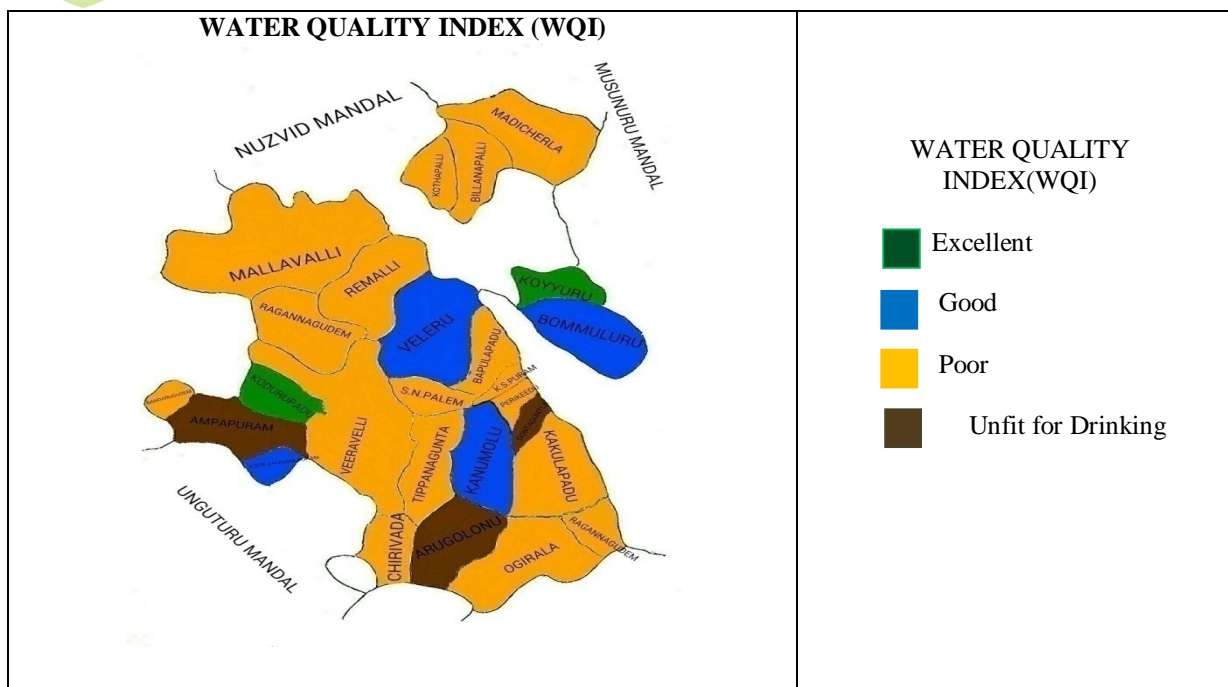 WATER QUALITY INDEX (WQI)
NUZVID MANDAL
MUSUNURU MANDAL
MADICHERLA
KOTHAPALLI
BILLANAPALLI
MALLAVALLI
REMALLI
RAGANNAGUDEM
VELERU
KOYYURU
BOMMULURU
BAPULAPADU
K.S.PURAM
PERIKEEDU
S.N.PALEM
KODURUPADE
AMPAPURAM
VEERAVELLI
TIPPANAGUNTA
KANUMOLU
KAKULAPADU
CHIRIVADA
ARUGOLONU
OGIRALA
RAGANNAGUDEM
UNGUTURU MANDAL
WATER QUALITY
INDEX(WQI)
Excellent
Good
Poor
Unfit for Drinking